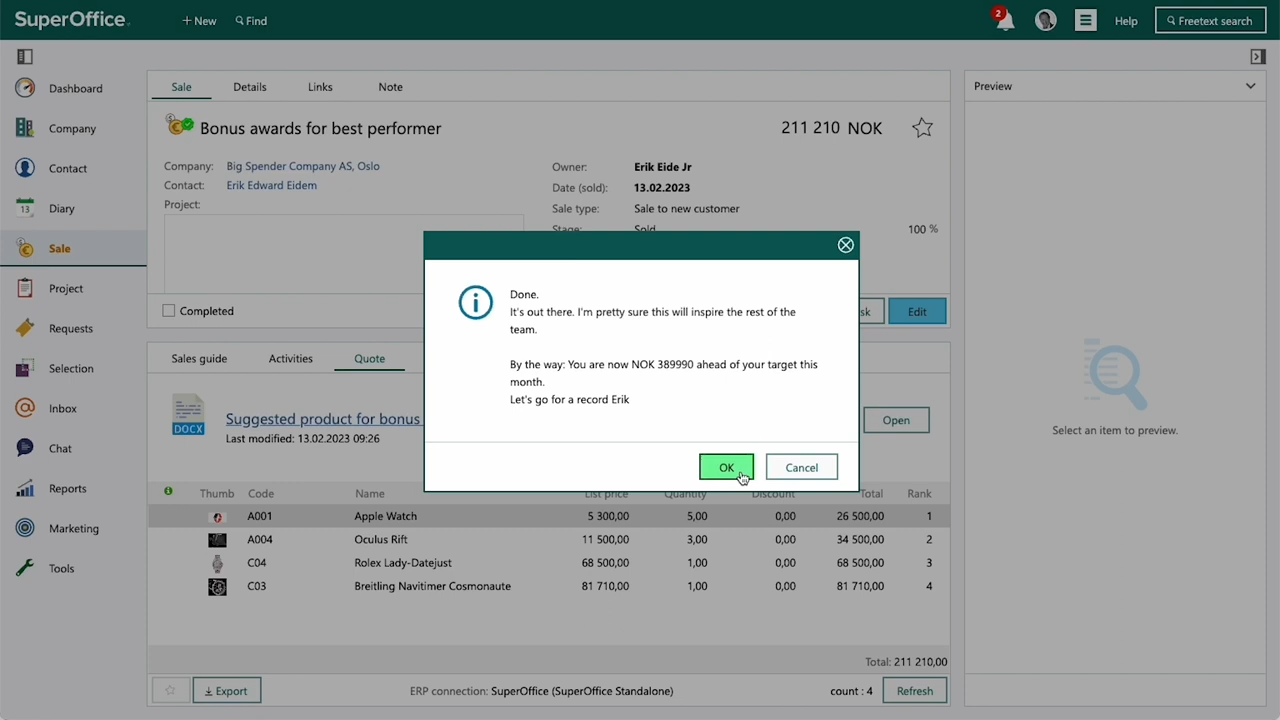 SuperOffice
+ New
Find
2
Help
Freetext search
Dashboard
Company
Contact
13
Diary
Sale
Project
Requests
Selection
Inbox
Chat
Reports
Marketing
Tools
Sale
Details
Links
Note
Bonus awards for best performer
211 210 NOK
Company: Big Spender Company AS, Oslo
Contact: Erik Edward Eidem
Project:
Owner: Erik Eide Jr
Date (sold): 13.02.2023
Sale type: Sale to new customer
Stage: Sold
100 %
Completed
sk
Edit
Done.
It's out there. I'm pretty sure this will inspire the rest of the
team.
By the way: You are now NOK 389990 ahead of your target this
month.
Let's go for a record Erik
OK
Cancel
Sales guide
Activities
Quote
DOCX
Suggested product for bonus
Last modified: 13.02.2023 09:26
Open
Thumb Code Name List price Quantity Discount Total Rank
A001 Apple Watch 5 300,00 5,00 0,00 26 500,00 1
A004 Oculus Rift 11 500,00 3,00 0,00 34 500,00 2
C04 Rolex Lady-Datejust 68 500,00 1,00 0,00 68 500,00 3
C03 Breitling Navitimer Cosmonaute 81 710,00 1,00 0,00 81 710,00 4
Total: 211 210,00
Export
ERP connection: SuperOffice (SuperOffice Standalone)
count : 4
Refresh
Preview
Select an item to preview.